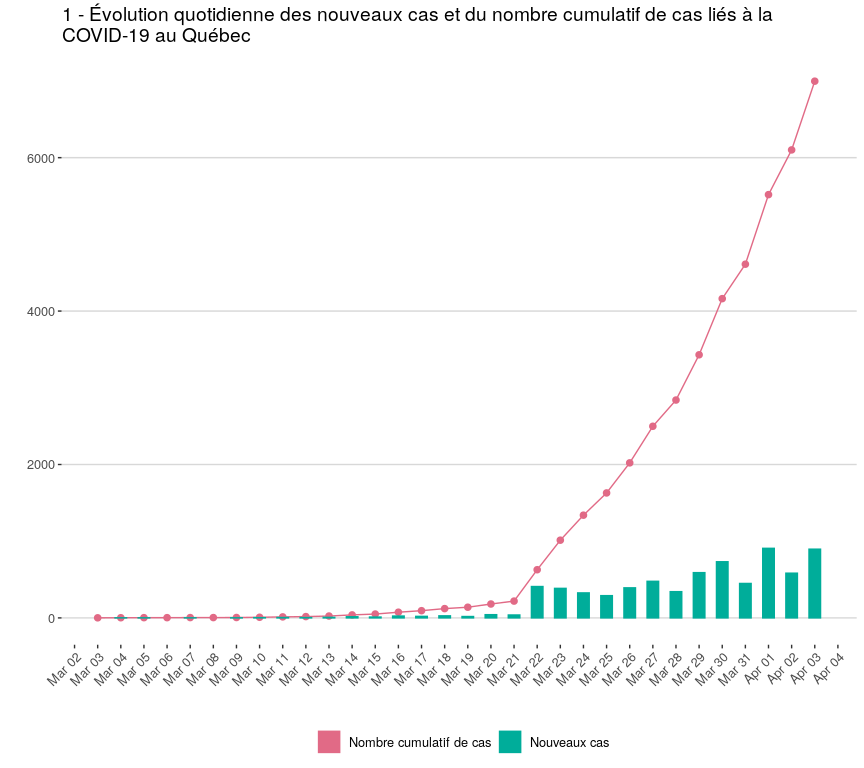 1 - Évolution quotidienne des nouveaux cas et du nombre cumulatif de cas liés à la
COVID-19 au Québec
6000
4000
2000
0
Mar 02
Mar 03
Mar 04
Mar 05
Mar 06
Mar 07
Mar 08
Mar 09
Mar 10
Mar 11
Mar 12
Mar 13
Mar 14
Mar 15
Mar 16
Mar 17
Mar 18
Mar 19
Mar 20
Mar 21
Mar 22
Mar 23
Mar 24
Mar 25
Mar 26
Mar 27
Mar 28
Mar 29
Mar 30
Mar 31
Apr 01
Apr 02
Apr 03
Apr 04
Nombre cumulatif de cas
Nouveaux cas